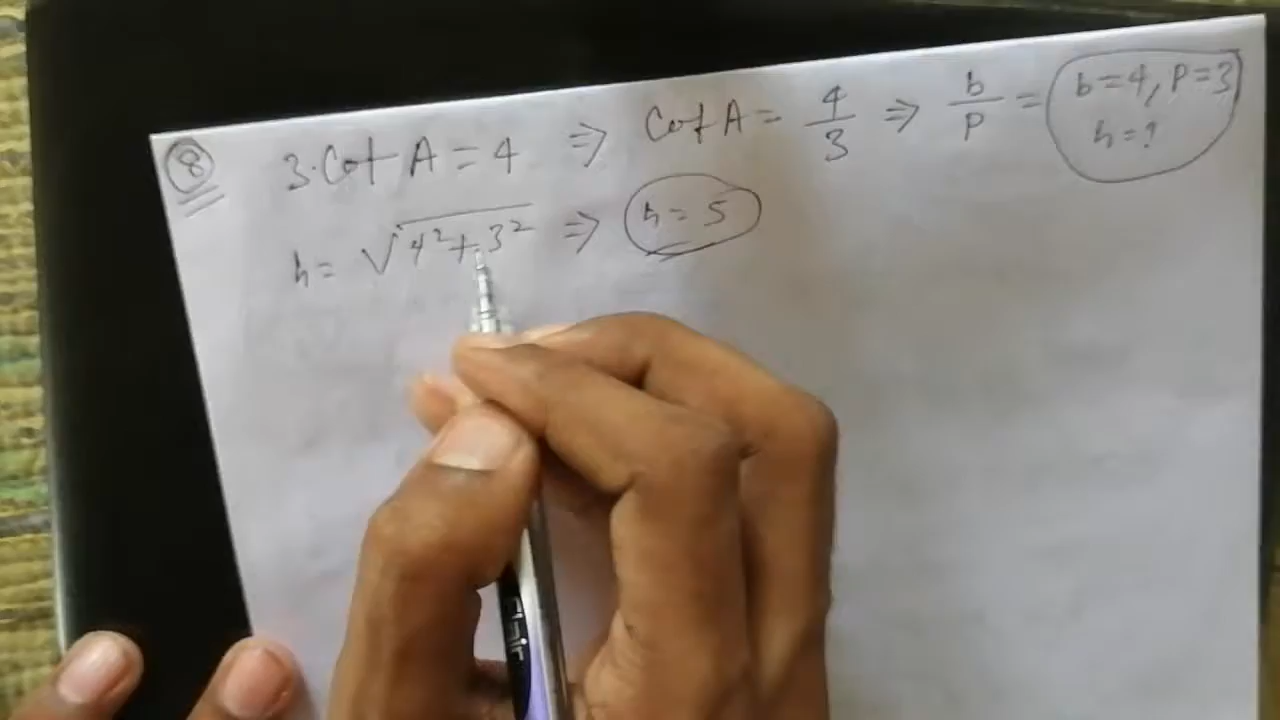 8 3·Cot A = 4 ⇒ Cot A = 4/3 ⇒ b/p = b=4, P=3
h=?
h = √4²+3² ⇒ h = 5